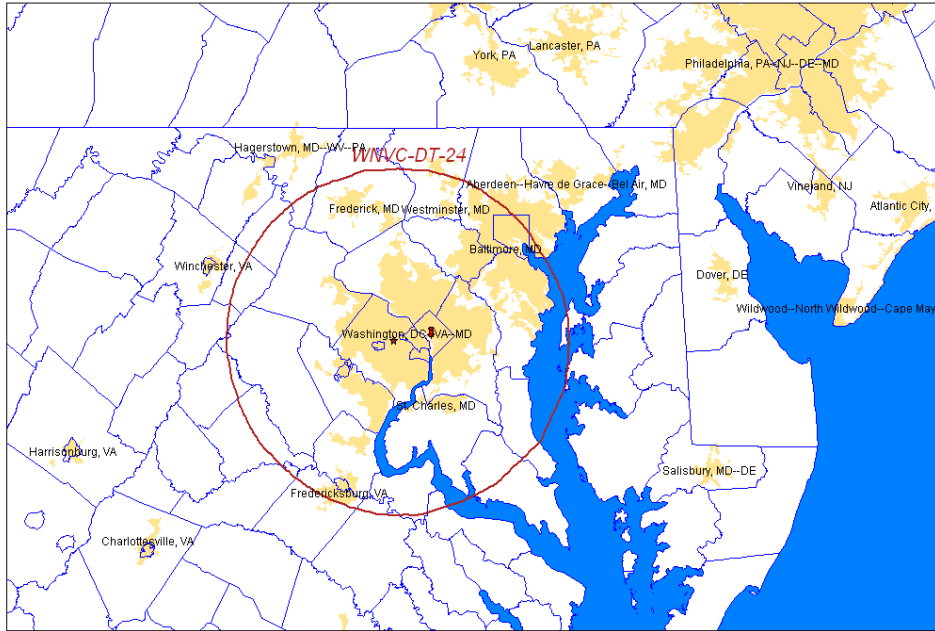 Lancaster, PA
York, PA
Philadelphia, PA--NJ--DE--MD
Hagerstown, MD--WV--PA
WNVC-DT-24
Aberdeen--Havre de Grace--Bel Air, MD
Vineland, NJ
Frederick, MD
Westminster, MD
Atlantic City,
Baltimore, MD
Winchester, VA
Dover, DE
Wildwood--North Wildwood--Cape May
Washington, DC--VA--MD
St. Charles, MD
Harrisonburg, VA
Salisbury, MD--DE
Fredericksburg, VA
Charlottesville, VA